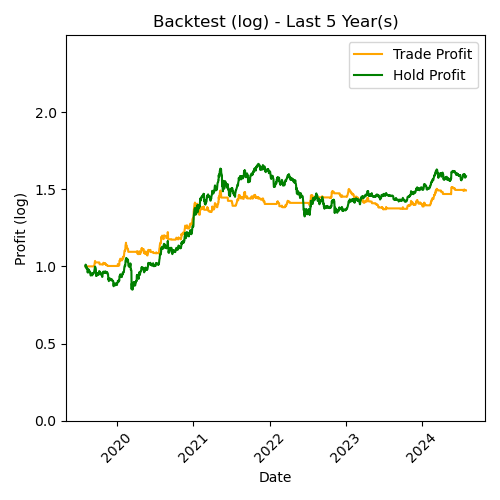 Backtest (log) - Last 5 Year(s)
Trade Profit
Hold Profit
Profit (log)
2.0
1.5
1.0
0.5
0.0
2020
2021
2022
2023
2024
Date